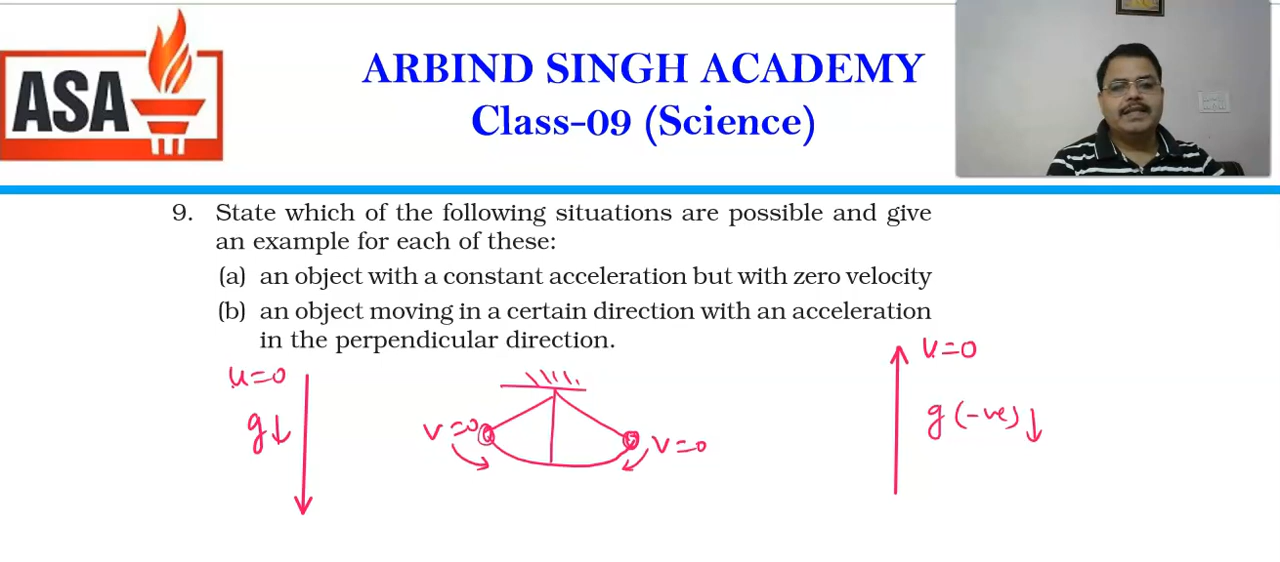 ASA
ARBIND SINGH ACADEMY
Class-09 (Science)
9. State which of the following situations are possible and give
an example for each of these:
(a) an object with a constant acceleration but with zero velocity
(b) an object moving in a certain direction with an acceleration
in the perpendicular direction.
u=0
g↓
v=0
v=0
v=0
g(-ve)↓